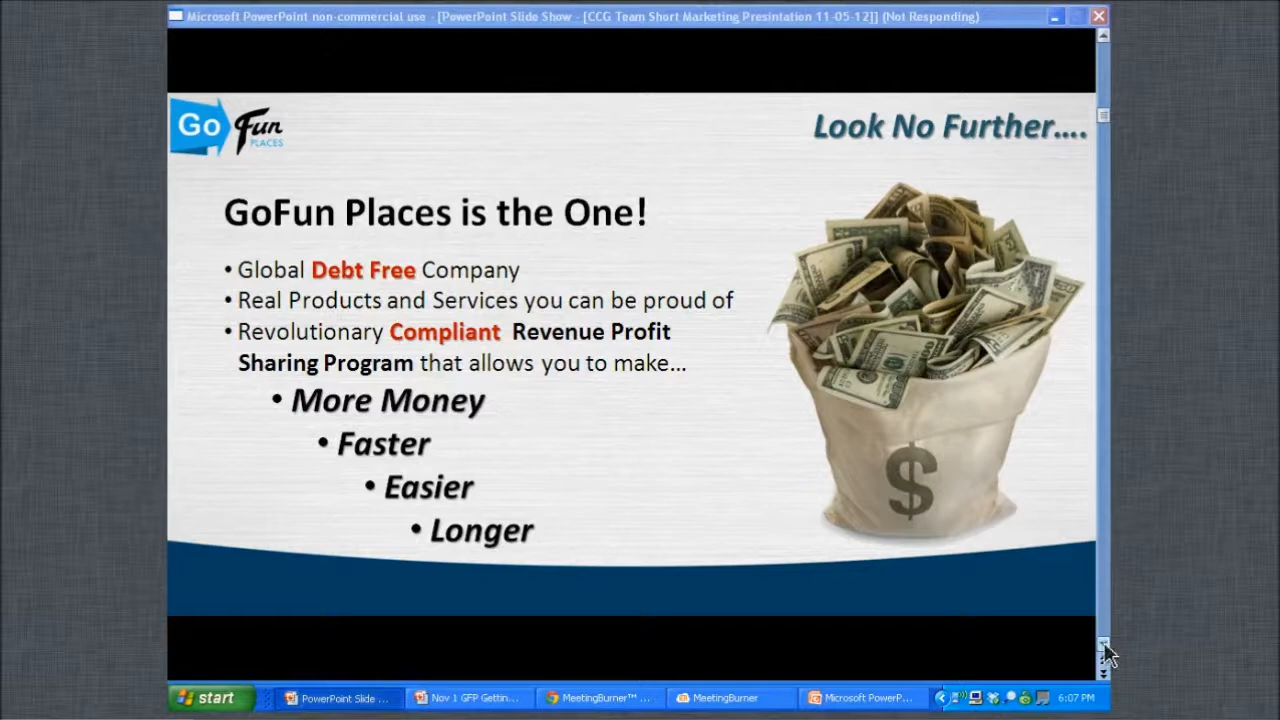 Microsoft PowerPoint non-commercial use - [PowerPoint Slide Show - [CCG Team Short Marketing Presintation 11-05-12]] (Not Responding)
Go Fun
PLACES
Look No Further....
GoFun Places is the One!
• Global Debt Free Company
• Real Products and Services you can be proud of
• Revolutionary Compliant Revenue Profit
Sharing Program that allows you to make...
• More Money
• Faster
• Easier
• Longer
$
start
PowerPoint Slide ...
Nov 1 GFP Gettin...
MeetingBurner™ ...
MeetingBurner
Microsoft PowerP...
6:07 PM